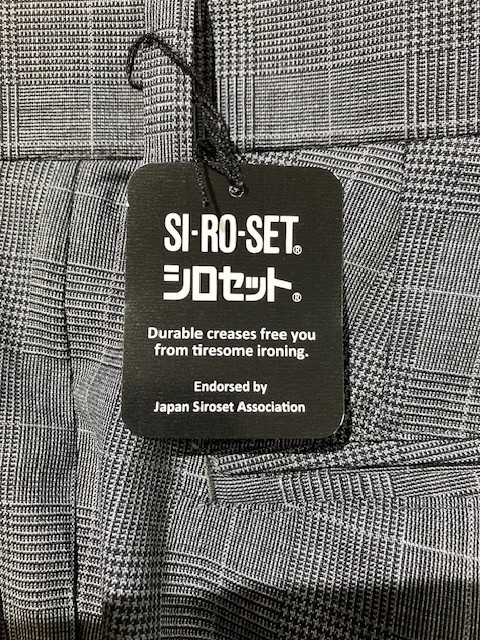 SI-RO-SET®
シロセット®
Durable creases free you
from tiresome ironing.
Endorsed by
Japan Siroset Association